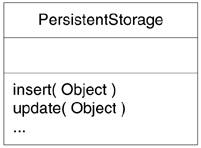 PersistentStorage
insert( Object )
update( Object )
...